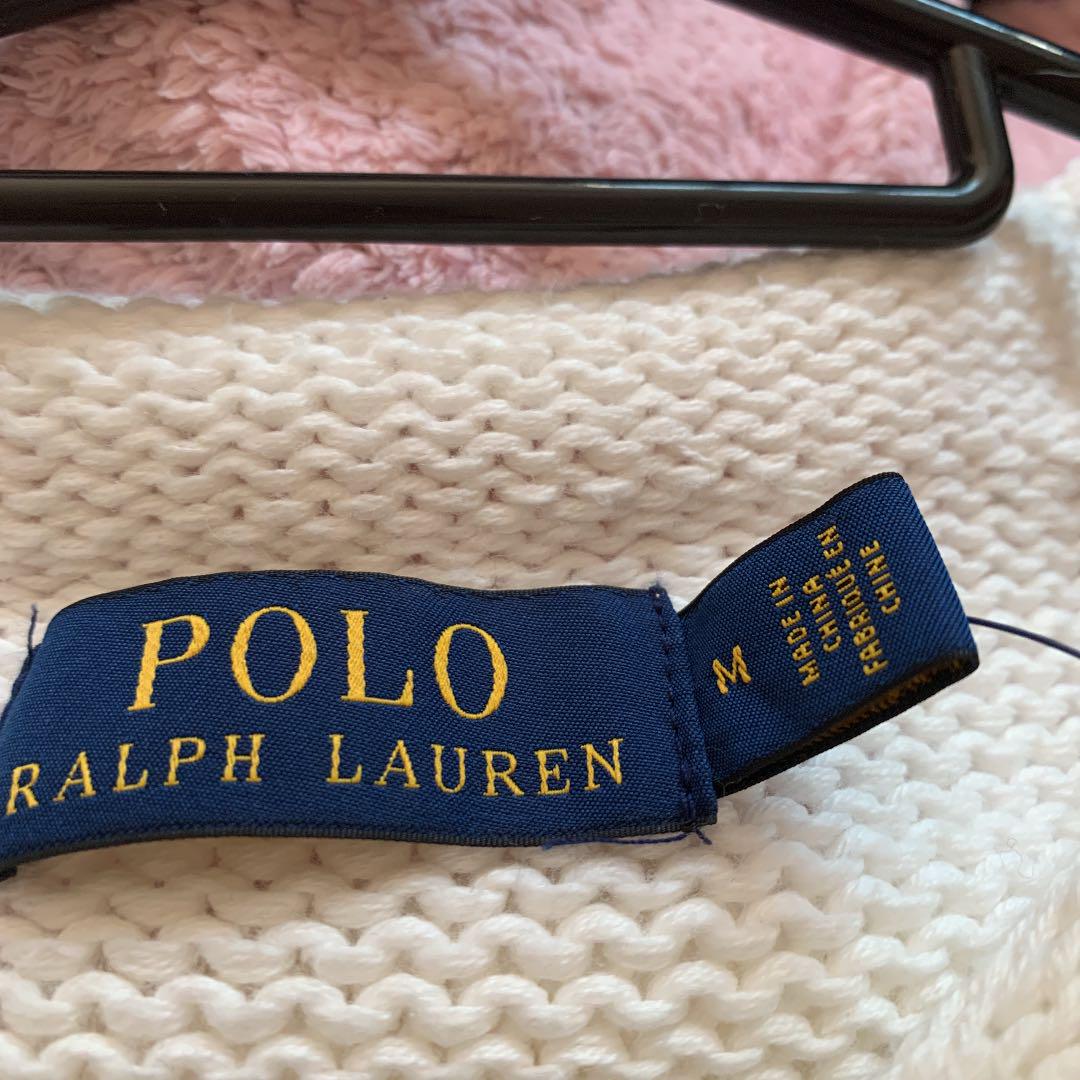 POLO
RALPH LAUREN
M
MADE IN
CHINA
FABRIQUÉ EN
CHINE